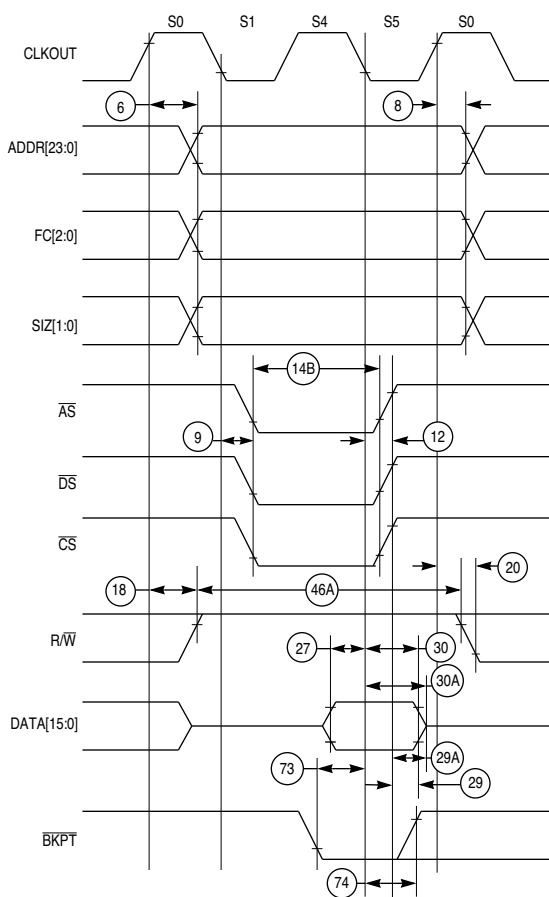 S0 S1 S4 S5 S0
CLKOUT
6 8
ADDR[23:0]
FC[2:0]
SIZ[1:0]
14B
AS
9 12
DS
CS
20
18 46A
R/W
27 30
30A
DATA[15:0]
29A
73 29
BKPT
74